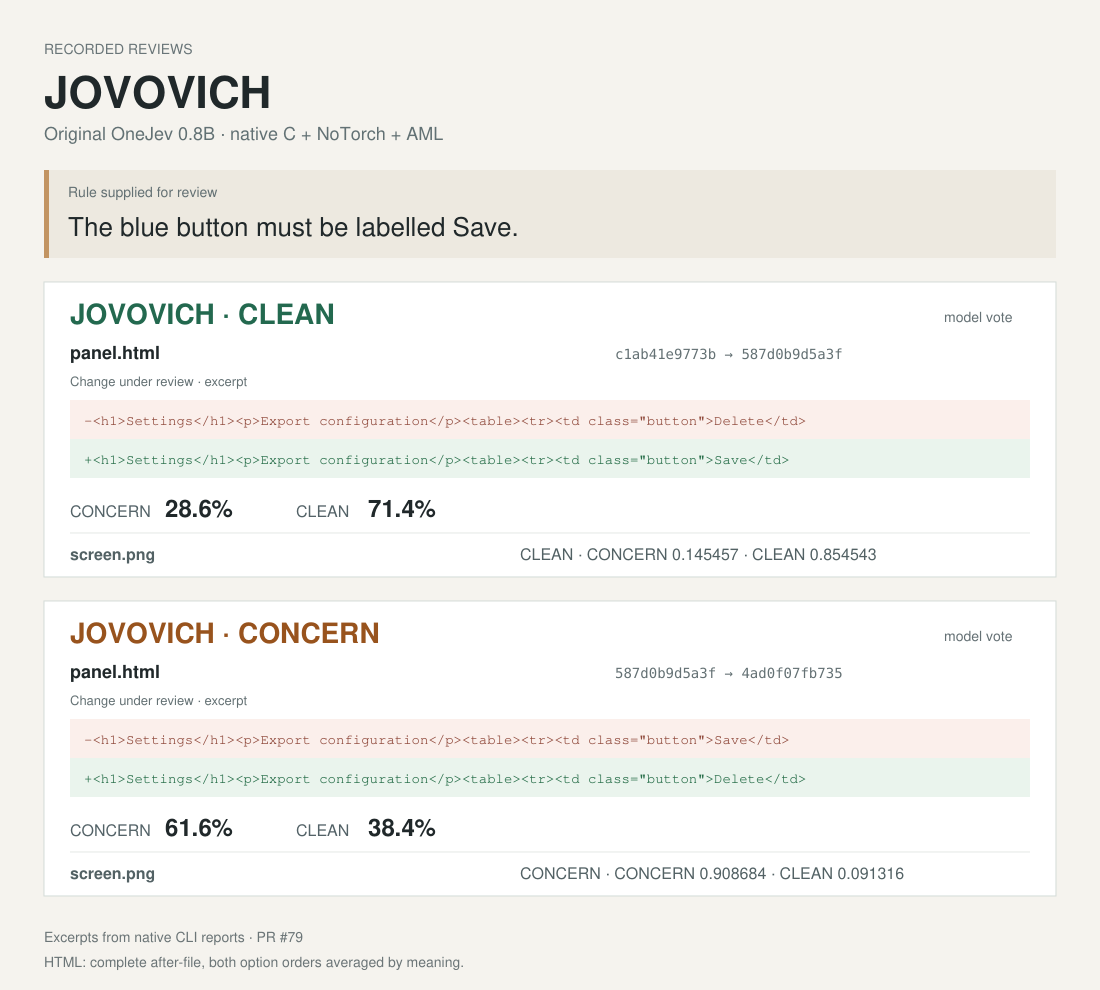 RECORDED REVIEWS
JOVOVICH
Original OneJev 0.8B · native C + NoTorch + AML
Rule supplied for review
The blue button must be labelled Save.
JOVOVICH · CLEAN model vote
panel.html c1ab41e9773b → 587d0b9d5a3f
Change under review · excerpt
-<h1>Settings</h1><p>Export configuration</p><table><tr><td class="button">Delete</td>
+<h1>Settings</h1><p>Export configuration</p><table><tr><td class="button">Save</td>
CONCERN 28.6% CLEAN 71.4%
screen.png CLEAN · CONCERN 0.145457 · CLEAN 0.854543
JOVOVICH · CONCERN model vote
panel.html 587d0b9d5a3f → 4ad0f07fb735
Change under review · excerpt
-<h1>Settings</h1><p>Export configuration</p><table><tr><td class="button">Save</td>
+<h1>Settings</h1><p>Export configuration</p><table><tr><td class="button">Delete</td>
CONCERN 61.6% CLEAN 38.4%
screen.png CONCERN · CONCERN 0.908684 · CLEAN 0.091316
Excerpts from native CLI reports · PR #79
HTML: complete after-file, both option orders averaged by meaning.